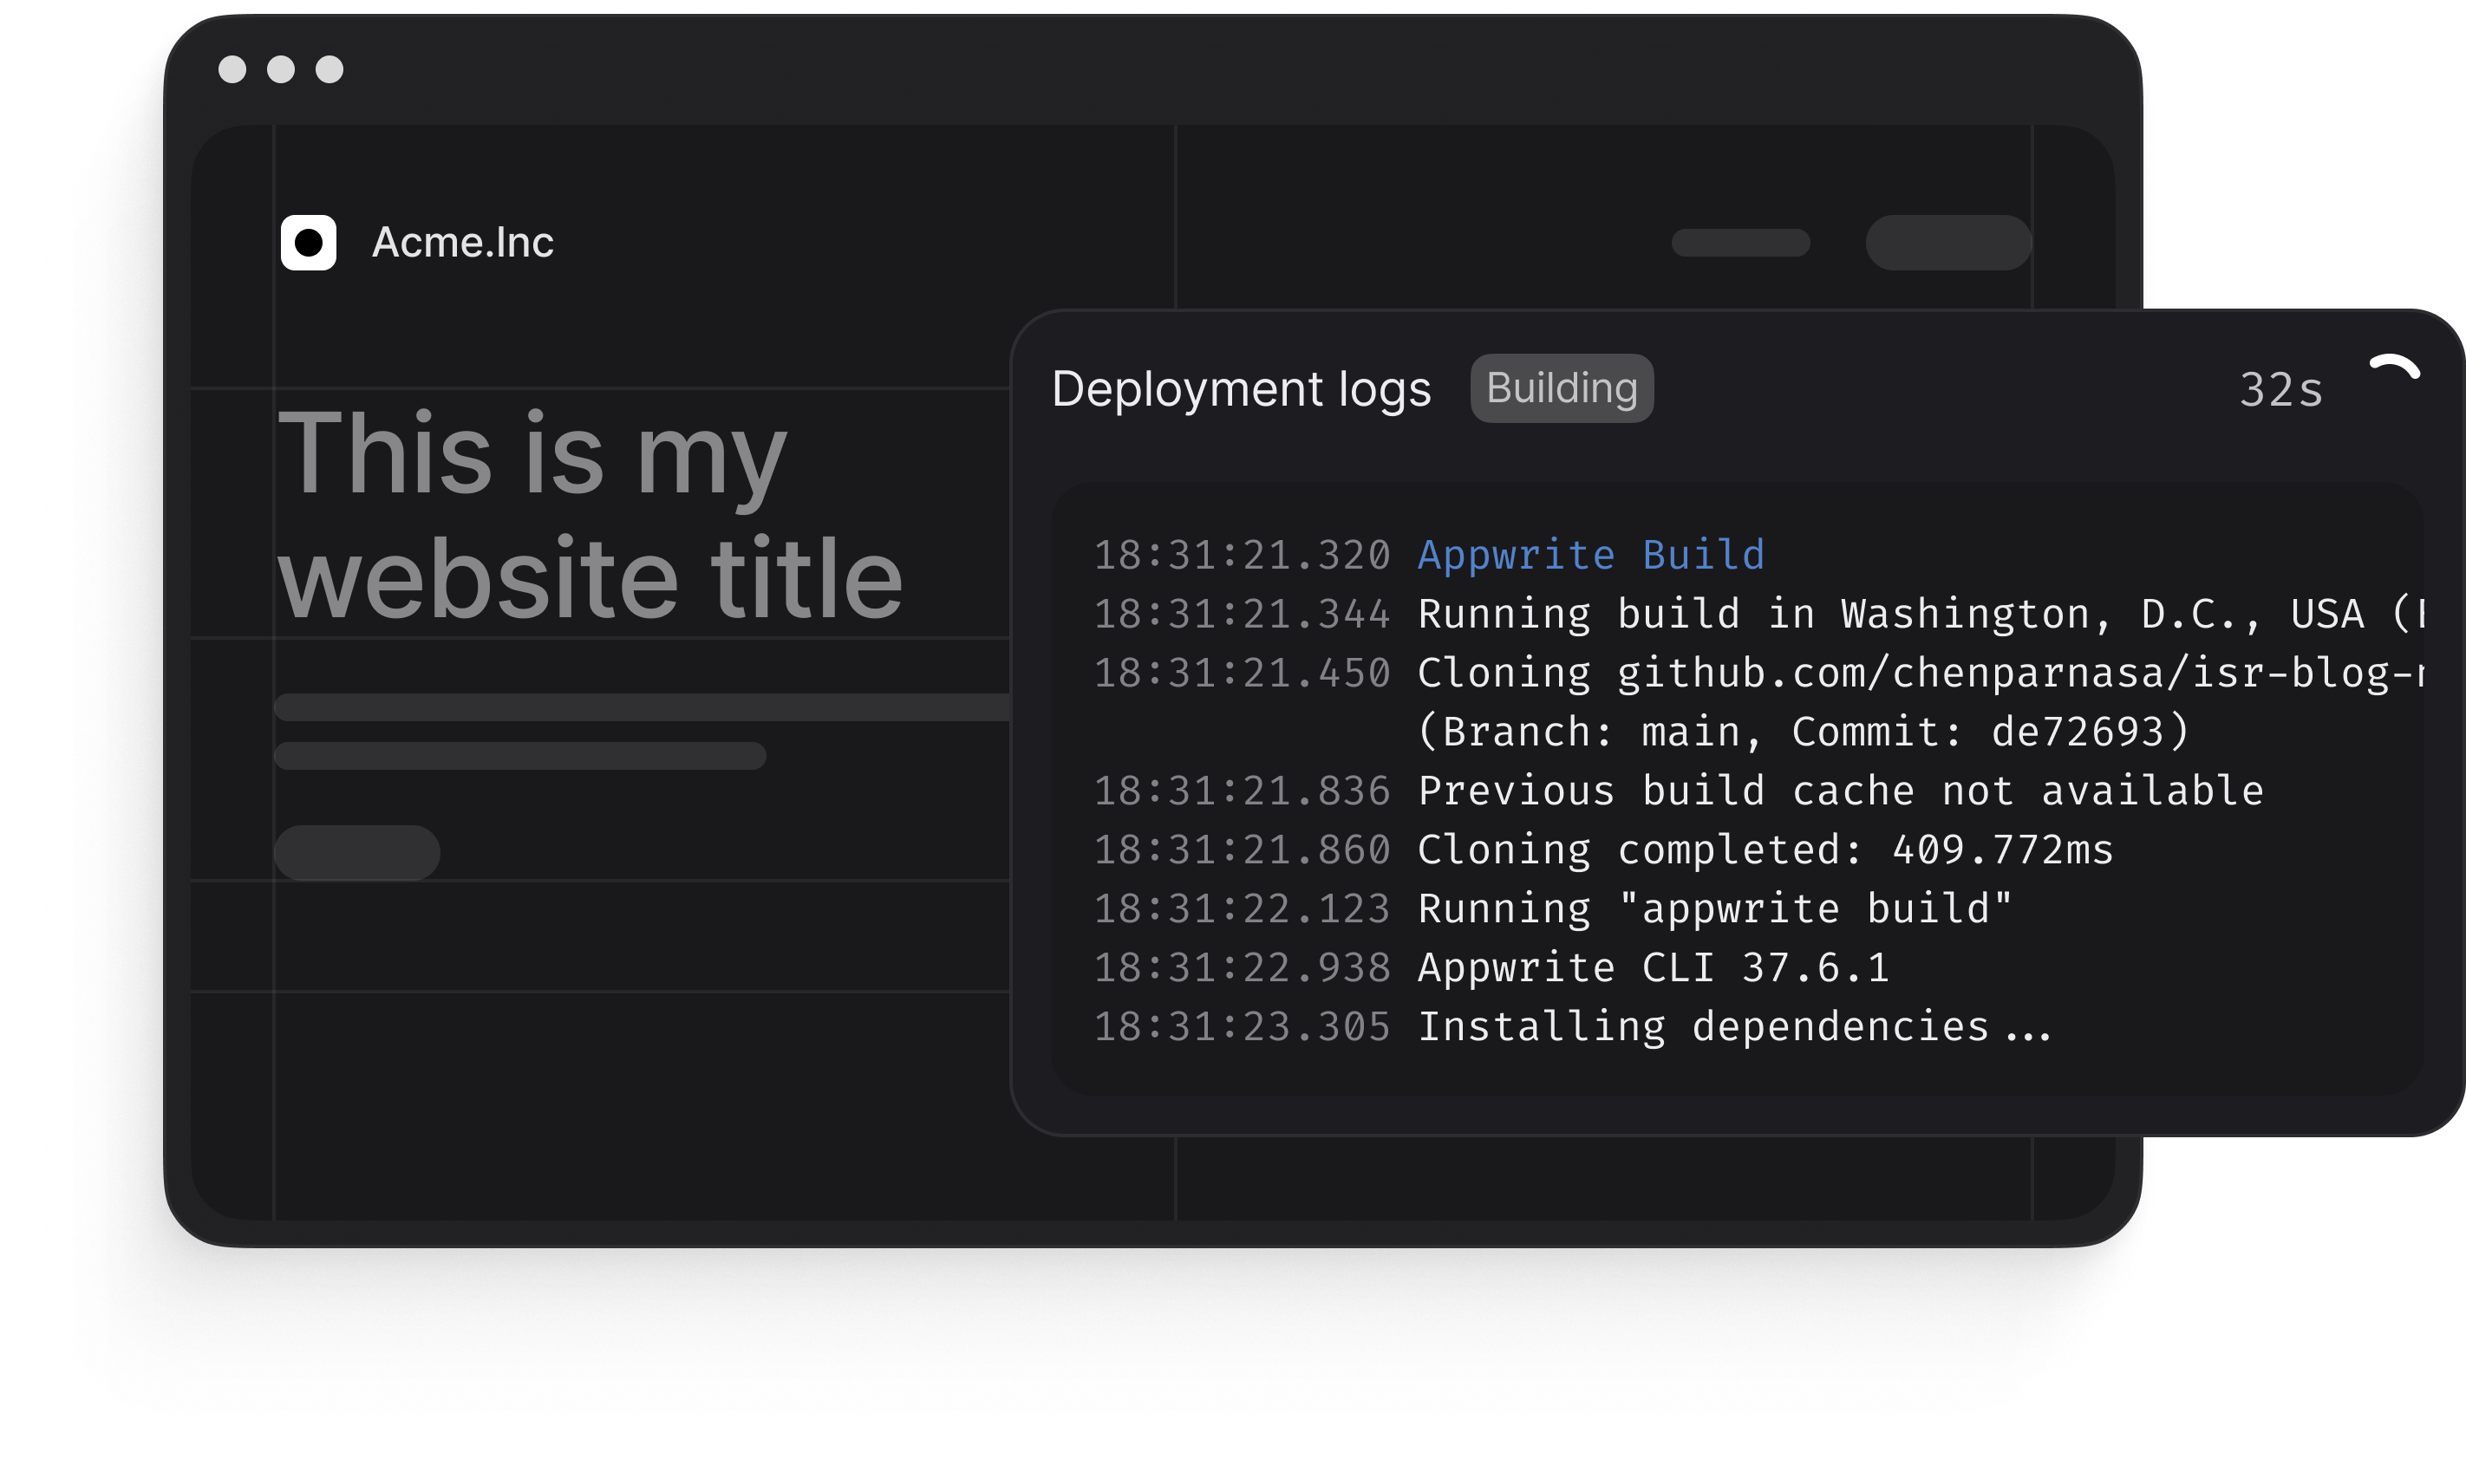 Acme.Inc
This is my
website title
Deployment logs
Building
32s
18:31:21.320 Appwrite Build
18:31:21.344 Running build in Washington, D.C., USA (
18:31:21.450 Cloning github.com/chenparnasa/isr-blog-
(Branch: main, Commit: de72693)
18:31:21.836 Previous build cache not available
18:31:21.860 Cloning completed: 409.772ms
18:31:22.123 Running "appwrite build"
18:31:22.938 Appwrite CLI 37.6.1
18:31:23.305 Installing dependencies...